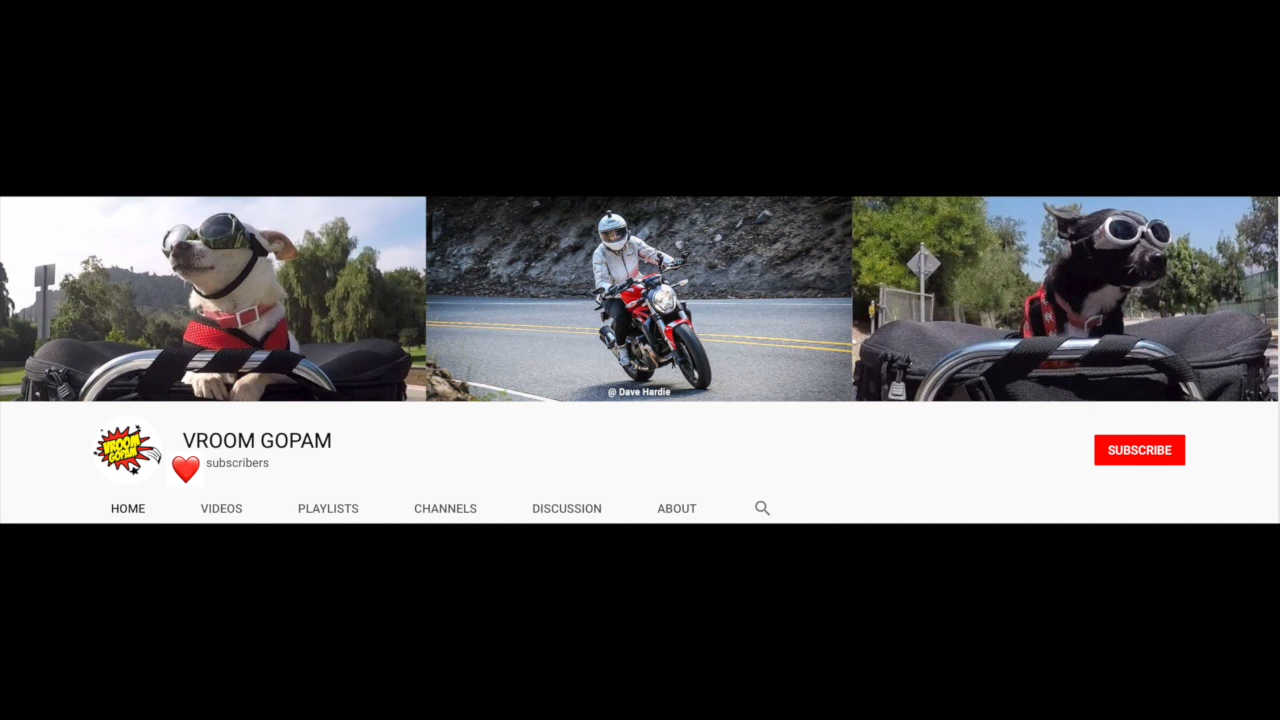 @ Dave Hardie
VROOM GOPAM
VROOM GOPAM
subscribers
SUBSCRIBE
HOME VIDEOS PLAYLISTS CHANNELS DISCUSSION ABOUT